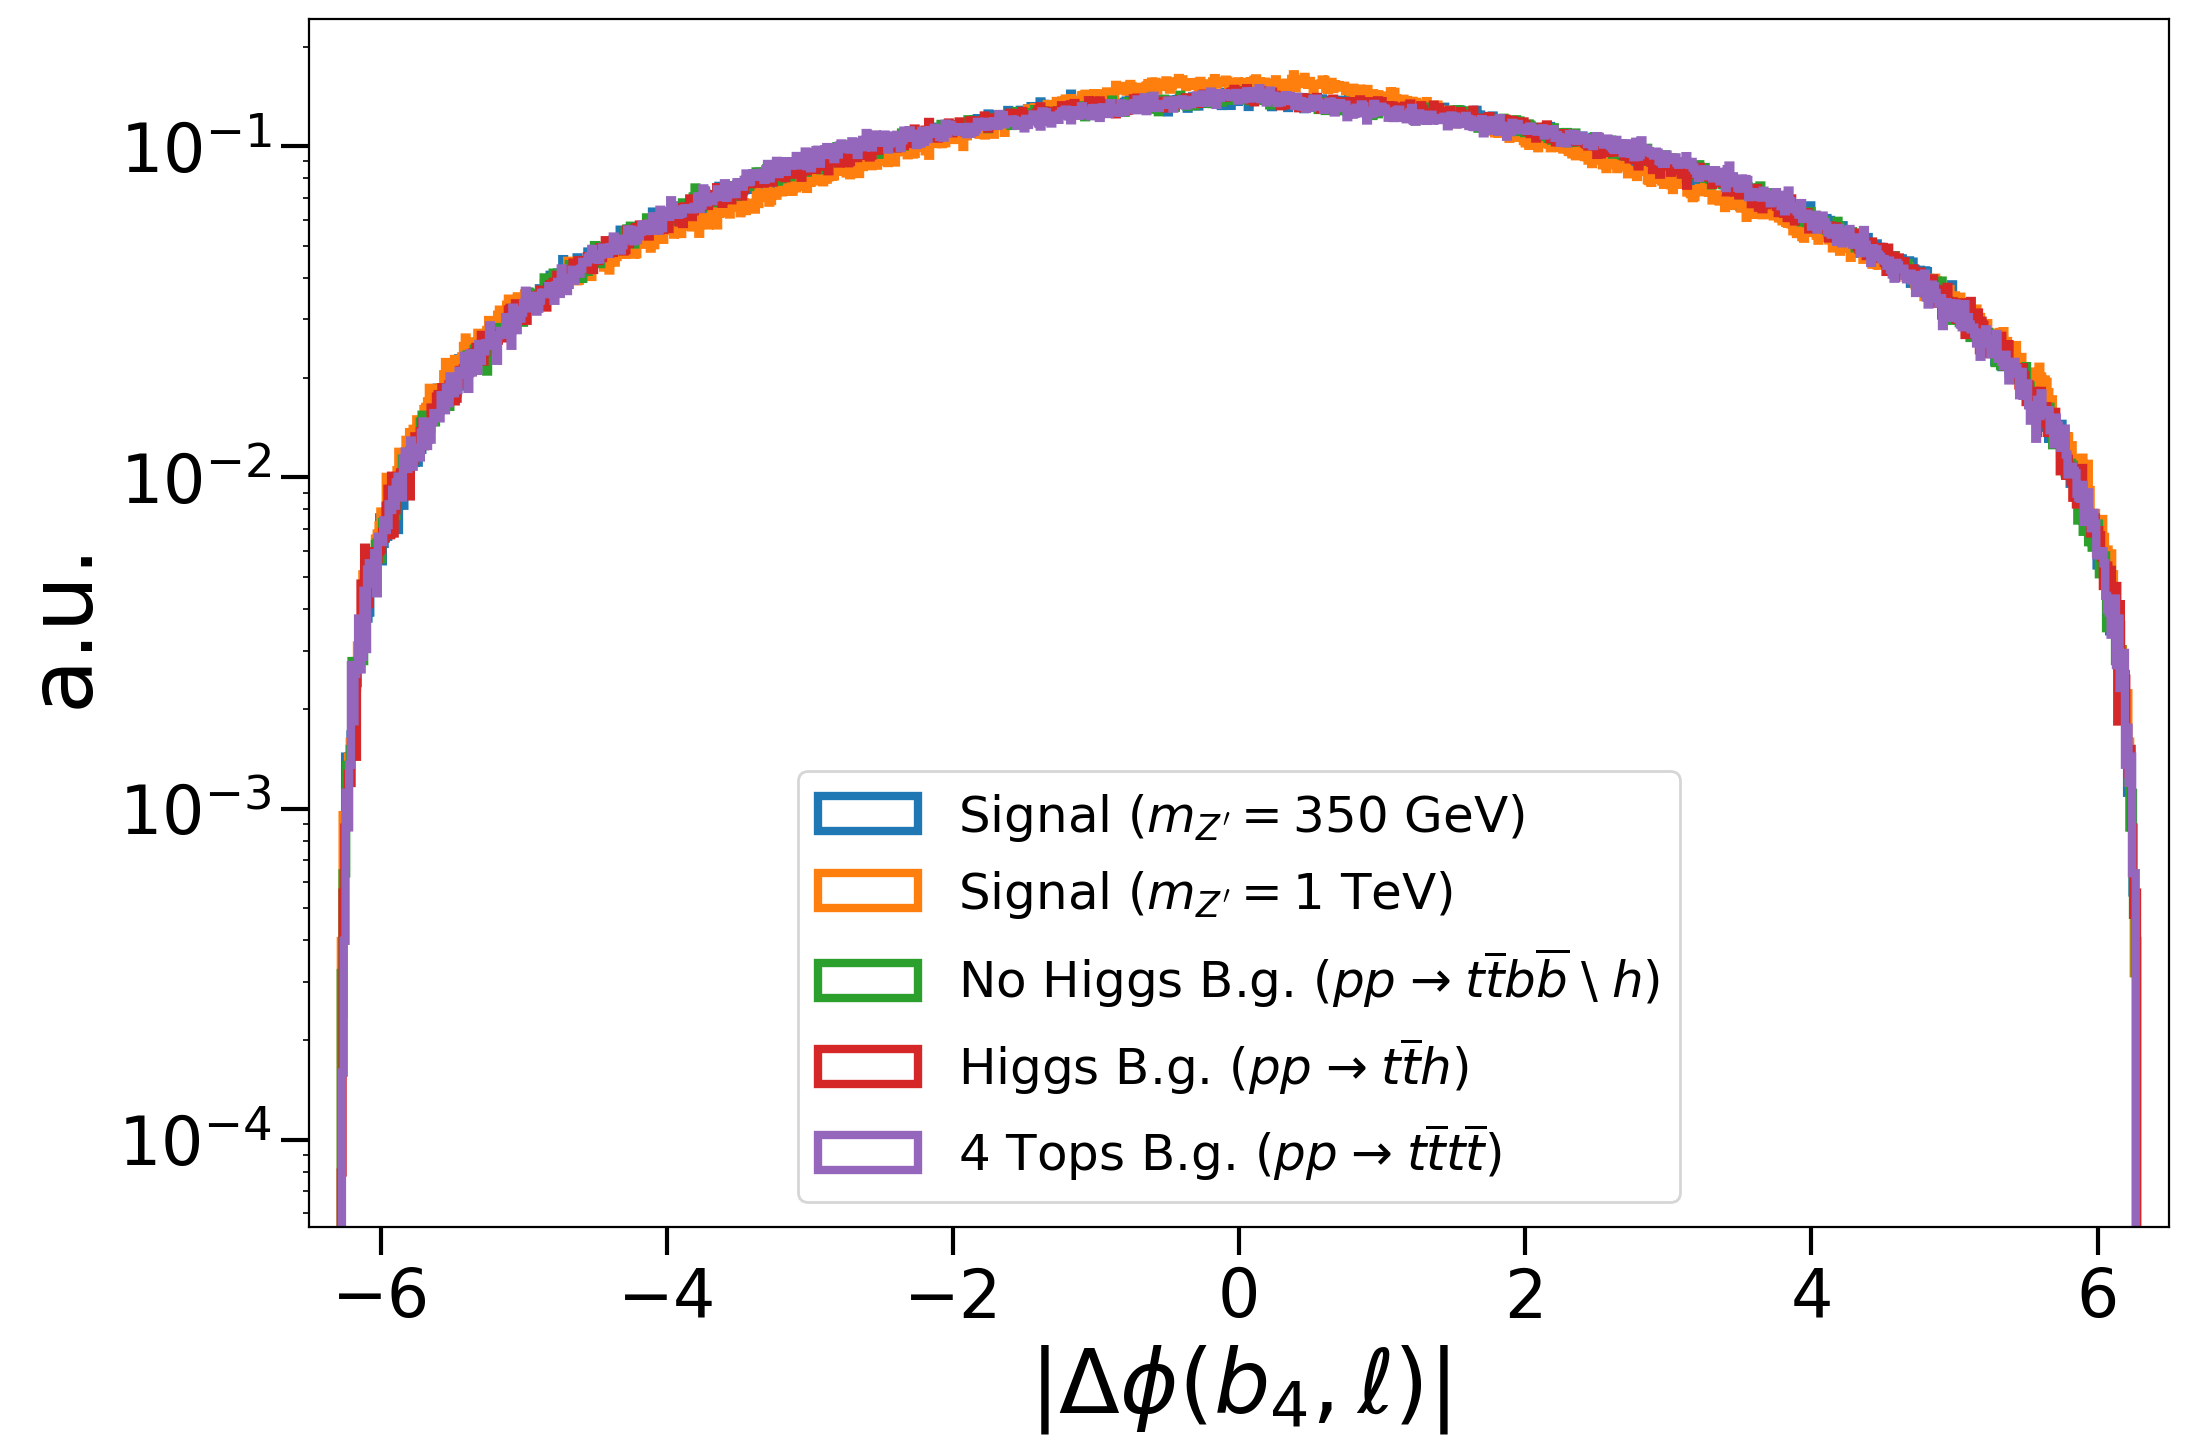 a.u.
10⁻¹
10⁻²
10⁻³
10⁻⁴
Signal (m_{Z′} = 350 GeV)
Signal (m_{Z′} = 1 TeV)
No Higgs B.g. (pp → tt̅bb̅ \ h)
Higgs B.g. (pp → tt̅h)
4 Tops B.g. (pp → tt̅tt̅)
−6 −4 −2 0 2 4 6
|Δϕ(b₄, ℓ)|